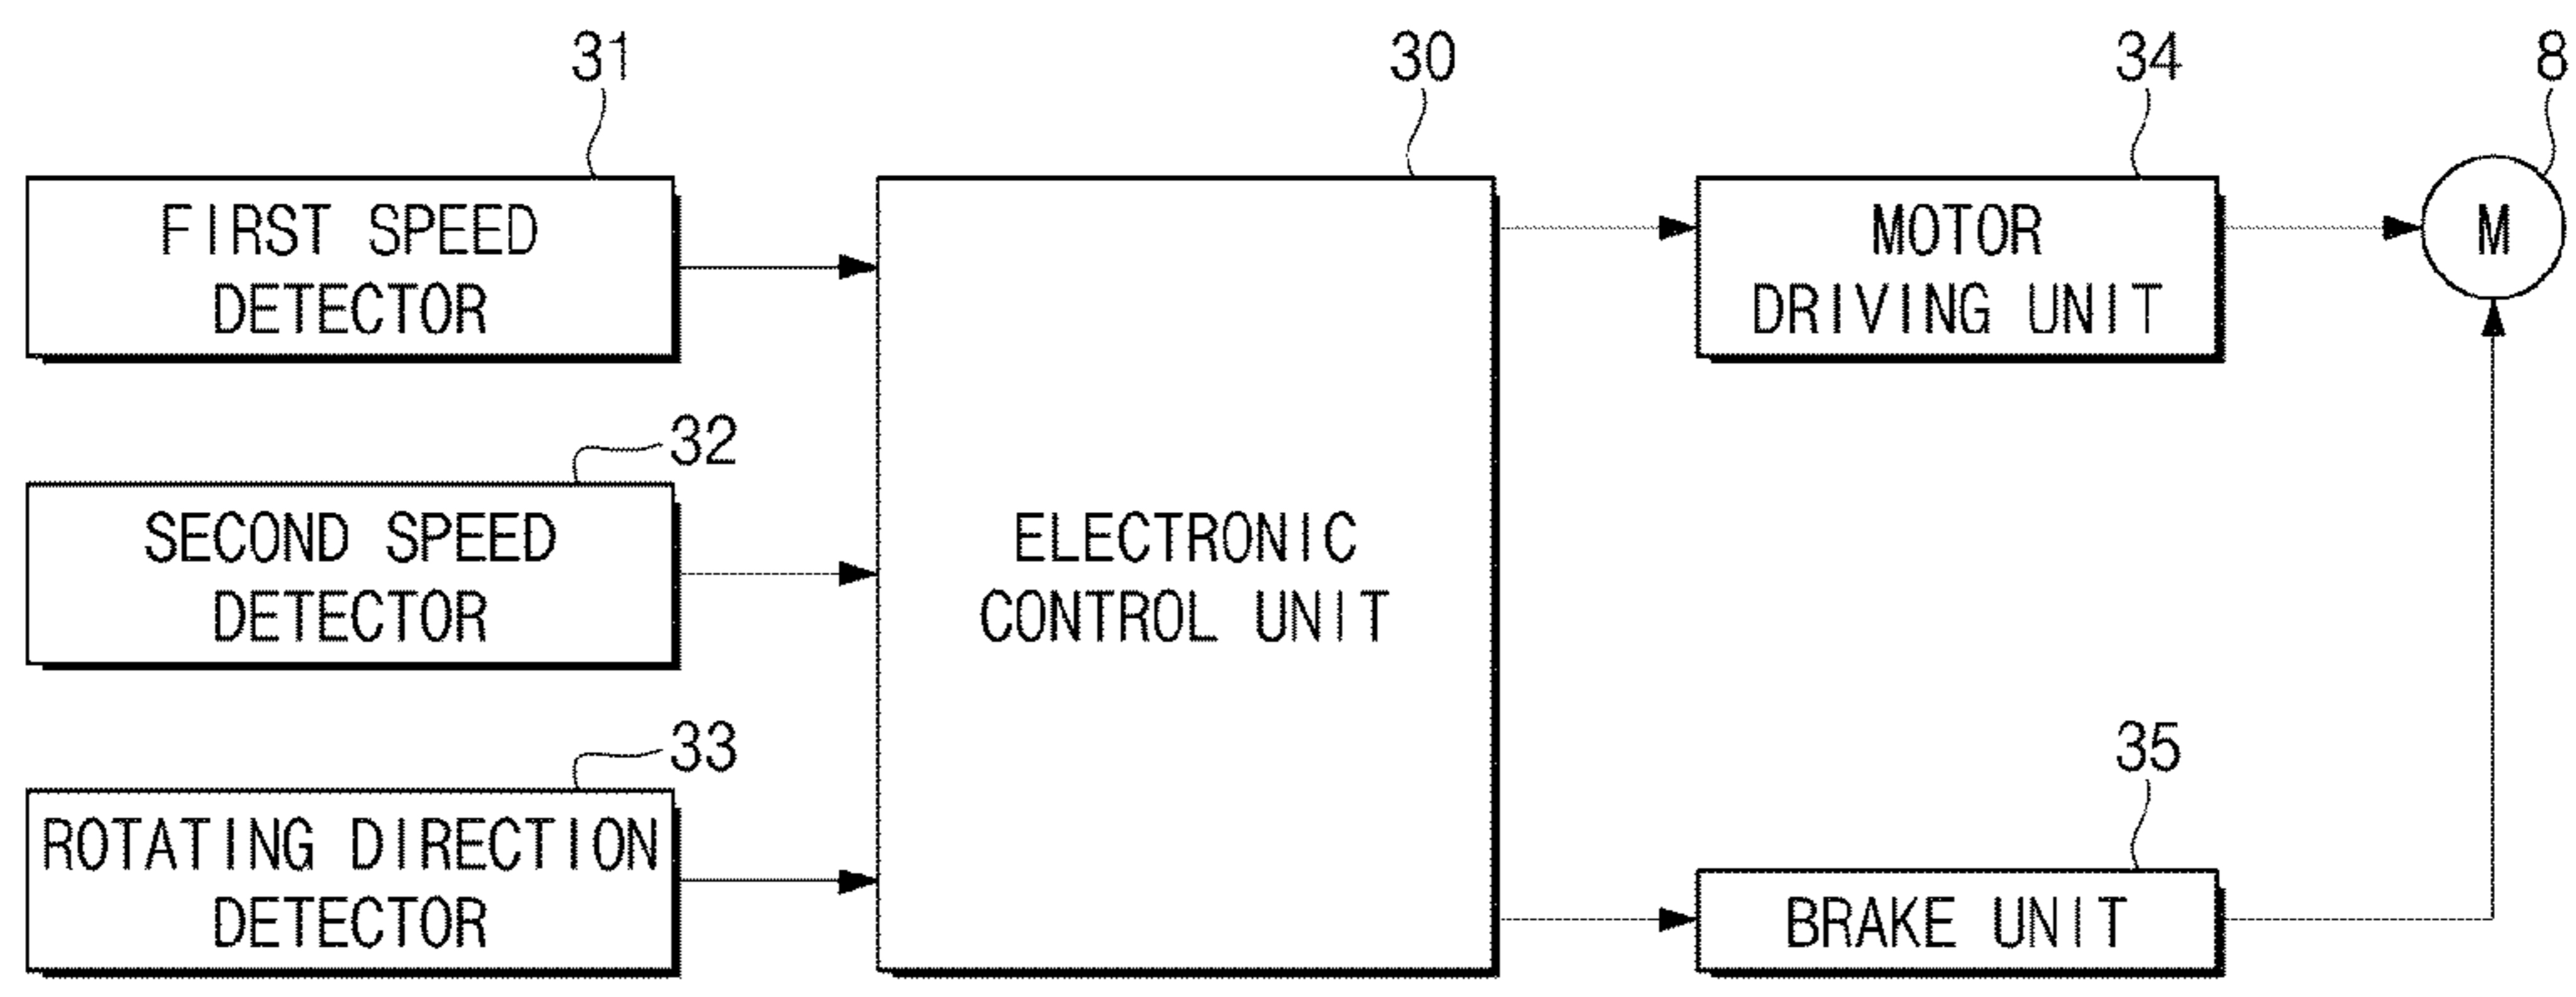 31
30
34
8
FIRST SPEED
DETECTOR
MOTOR
DRIVING UNIT
M
32
SECOND SPEED
DETECTOR
ELECTRONIC
CONTROL UNIT
33
ROTATING DIRECTION
DETECTOR
35
BRAKE UNIT